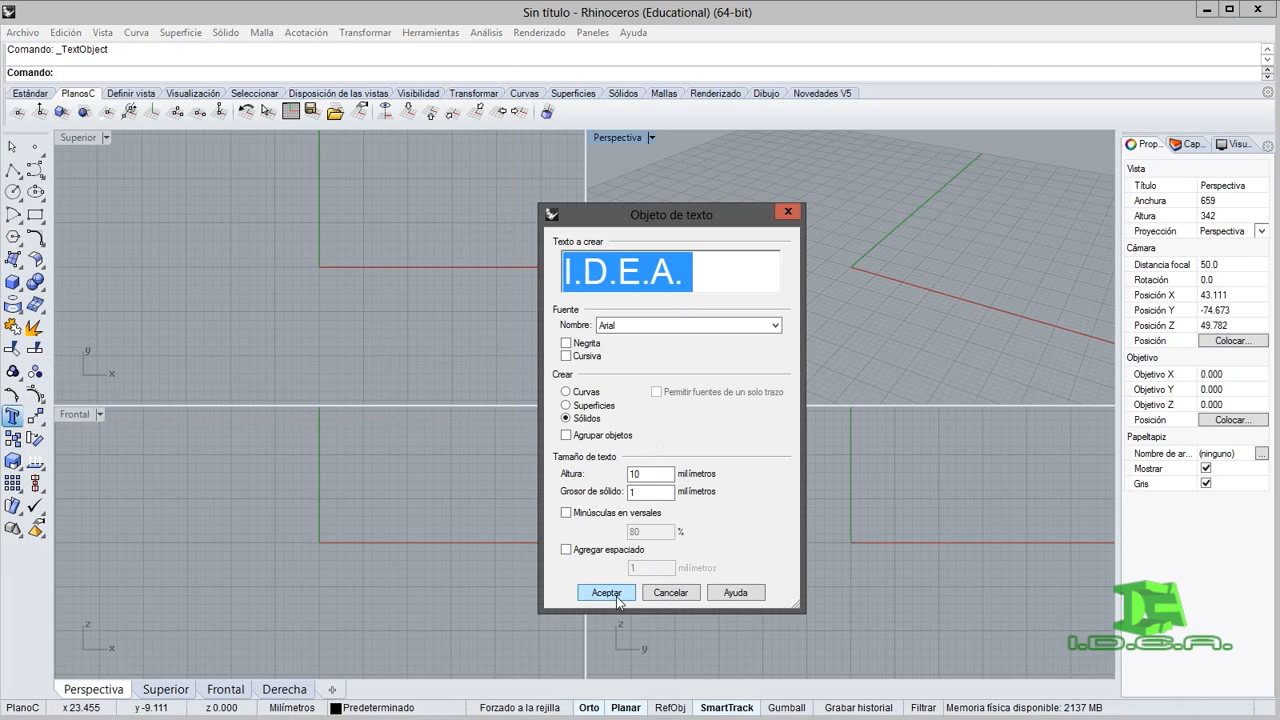 Sin título - Rhinoceros (Educational) (64-bit)
Archivo Edición Vista Curva Superficie Sólido Malla Acotación Transformar Herramientas Análisis Renderizado Paneles Ayuda
Comando: _TextObject
Comando:
Estándar PlanosC Definir vista Visualización Seleccionar Disposición de las vistas Visibilidad Transformar Curvas Superficies Sólidos Mallas Renderizado Dibujo Novedades V5
Superior
Perspectiva
Prop... Cap... Visu...
Vista
Título Perspectiva
Anchura 659
Altura 342
Proyección Perspectiva
Cámara
Distancia focal 50.0
Rotación 0.0
Posición X 43.111
Posición Y -74.673
Posición Z 49.782
Posición Colocar...
Objetivo
Objetivo X 0.000
Objetivo Y 0.000
Objetivo Z 0.000
Posición Colocar...
Papeltapiz
Nombre de ar... (ninguno) ...
Mostrar
Gris
Objeto de texto
Texto a crear
I.D.E.A.
Fuente
Nombre: Arial
Negrita
Cursiva
Crear
Curvas Permitir fuentes de un solo trazo
Superficies
Sólidos
Agrupar objetos
Tamaño de texto
Altura: 10 milímetros
Grosor de sólido: 1 milímetros
Minúsculas en versales
80 %
Agregar espaciado
1 milímetros
Aceptar Cancelar Ayuda
y
x
Frontal
z
x
z
y
I.D.E.A.
Perspectiva Superior Frontal Derecha
PlanoC x 23.455 y -9.111 z 0.000 Milímetros Predeterminado Forzado a la rejilla Orto Planar RefObj SmartTrack Gumball Grabar historial Filtrar Memoria física disponible: 2137 MB